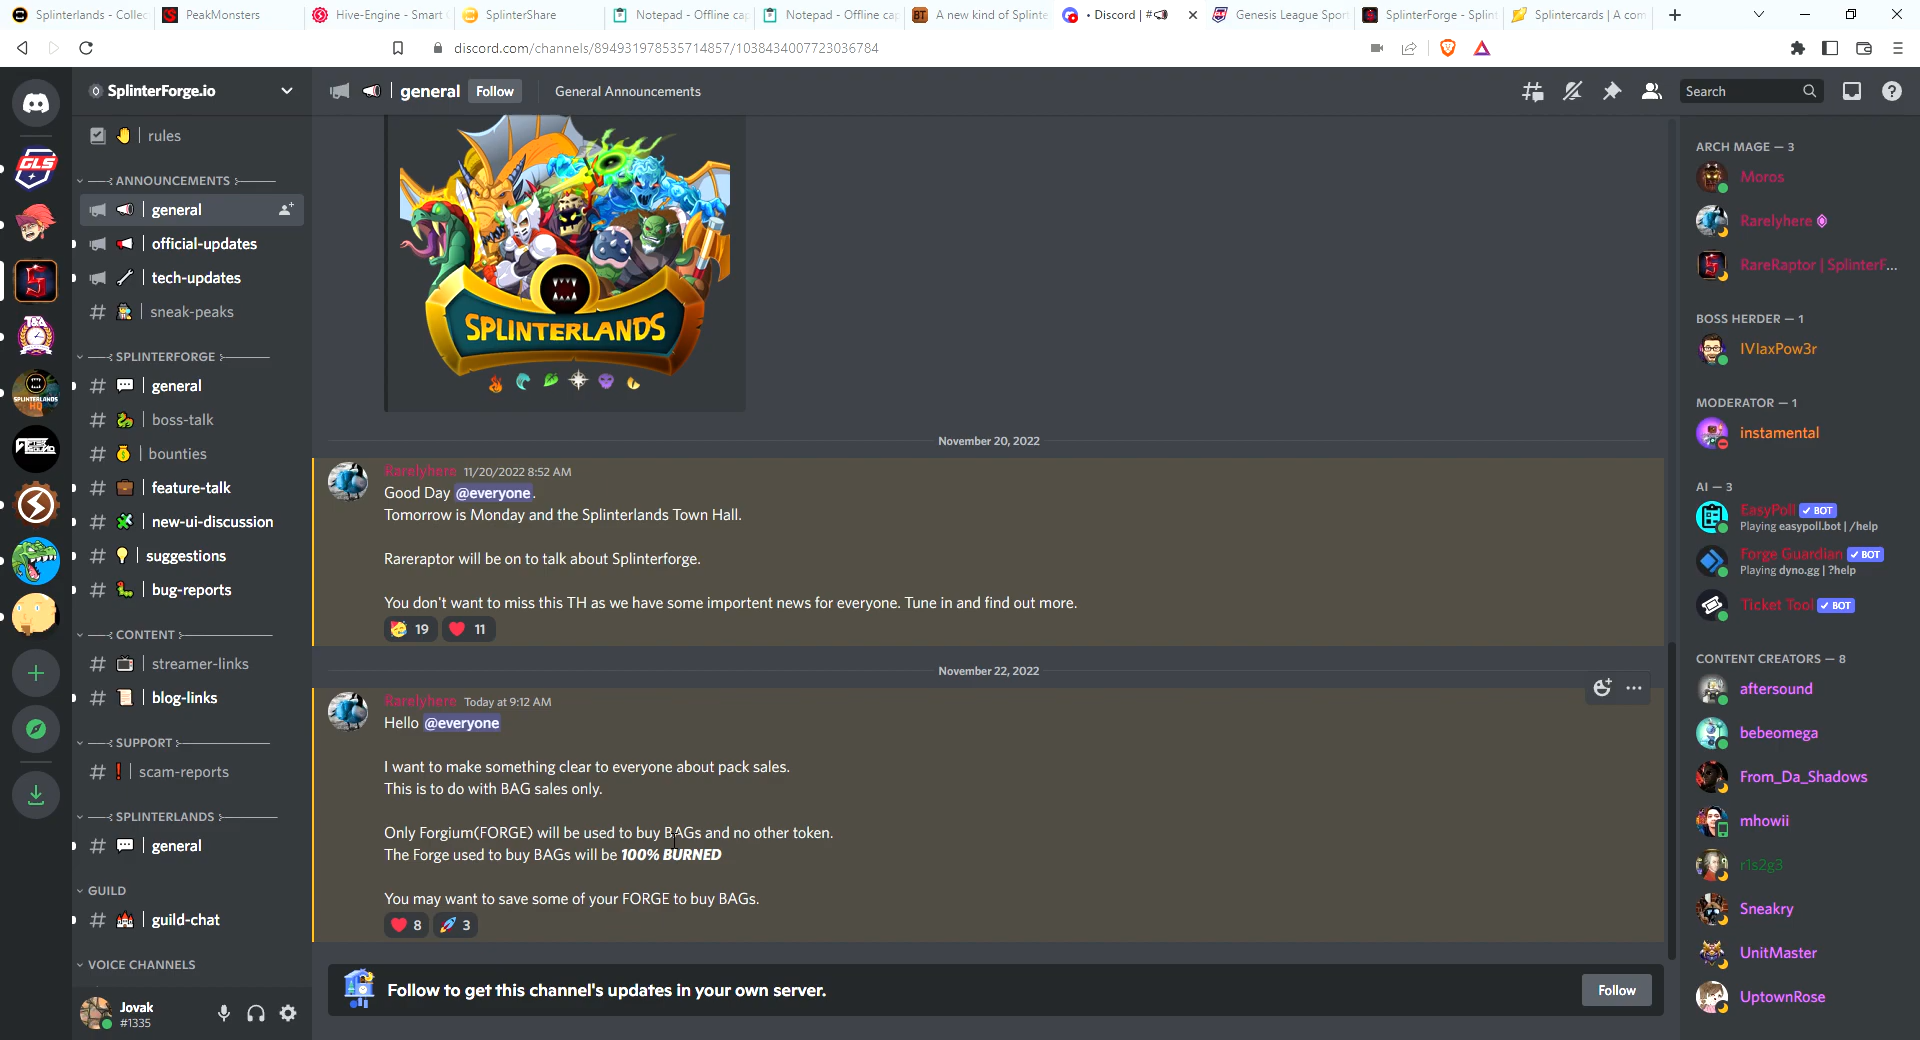 Splinterlands - Collec
PeakMonsters
Hive-Engine - Smart C
SplinterShare
Notepad - Offline cap
Notepad - Offline cap
A new kind of Splinte
• Discord | #
Genesis League Spor
SplinterForge - Splint
Splintercards | A com
discord.com/channels/894931978535714857/1038434007723036784
SplinterForge.io
general
Follow
General Announcements
Search
rules
ANNOUNCEMENTS
general
official-updates
tech-updates
sneak-peaks
SPLINTERFORGE
general
boss-talk
bounties
feature-talk
new-ui-discussion
suggestions
bug-reports
CONTENT
streamer-links
blog-links
SUPPORT
scam-reports
SPLINTERLANDS
general
GUILD
guild-chat
VOICE CHANNELS
Jovak
#1335
GLS
SPLINTERLANDS
HQ
SPLINTERLANDS
November 20, 2022
Rarelyhere 11/20/2022 8:52 AM
Good Day @everyone.
Tomorrow is Monday and the Splinterlands Town Hall.
Rareraptor will be on to talk about Splinterforge.
You don't want to miss this TH as we have some importent news for everyone. Tune in and find out more.
19 11
November 22, 2022
Rarelyhere Today at 9:12 AM
Hello @everyone
I want to make something clear to everyone about pack sales.
This is to do with BAG sales only.
Only Forgium(FORGE) will be used to buy BAGs and no other token.
The Forge used to buy BAGs will be 100% BURNED
You may want to save some of your FORGE to buy BAGs.
8 3
Follow to get this channel's updates in your own server.
Follow
ARCH MAGE — 3
Moros
Rarelyhere
RareRaptor | SplinterF...
BOSS HERDER — 1
IVlaxPow3r
MODERATOR — 1
instamental
AI — 3
EasyPoll ✓ BOT
Playing easypoll.bot | /help
Forge Guardian ✓ BOT
Playing dyno.gg | ?help
Ticket Tool ✓ BOT
CONTENT CREATORS — 8
aftersound
bebeomega
From_Da_Shadows
mhowii
r1s2g3
Sneakry
UnitMaster
UptownRose